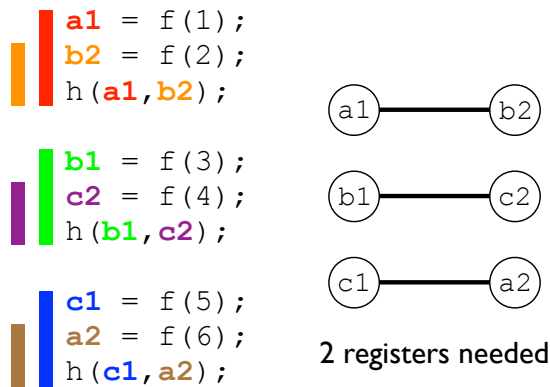 a1 = f(1);
b2 = f(2);
h(a1,b2);
b1 = f(3);
c2 = f(4);
h(b1,c2);
c1 = f(5);
a2 = f(6);
h(c1,a2);
a1 b2
b1 c2
c1 a2
2 registers needed